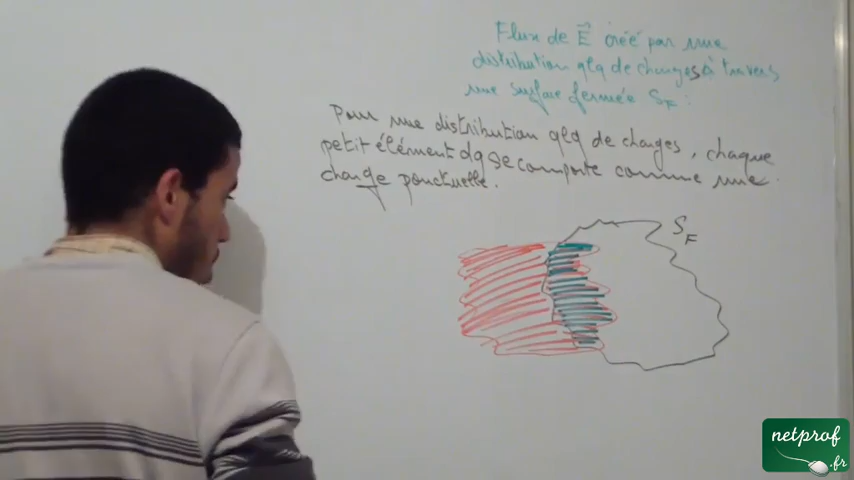 Flux de E⃗ créé par une
distribution qlq de charges à travers
une surface fermée S_F :
Pour une distribution qlq de charges, chaque
petit élément dq se comporte comme une
charge ponctuelle.
S_F
netprof
.fr